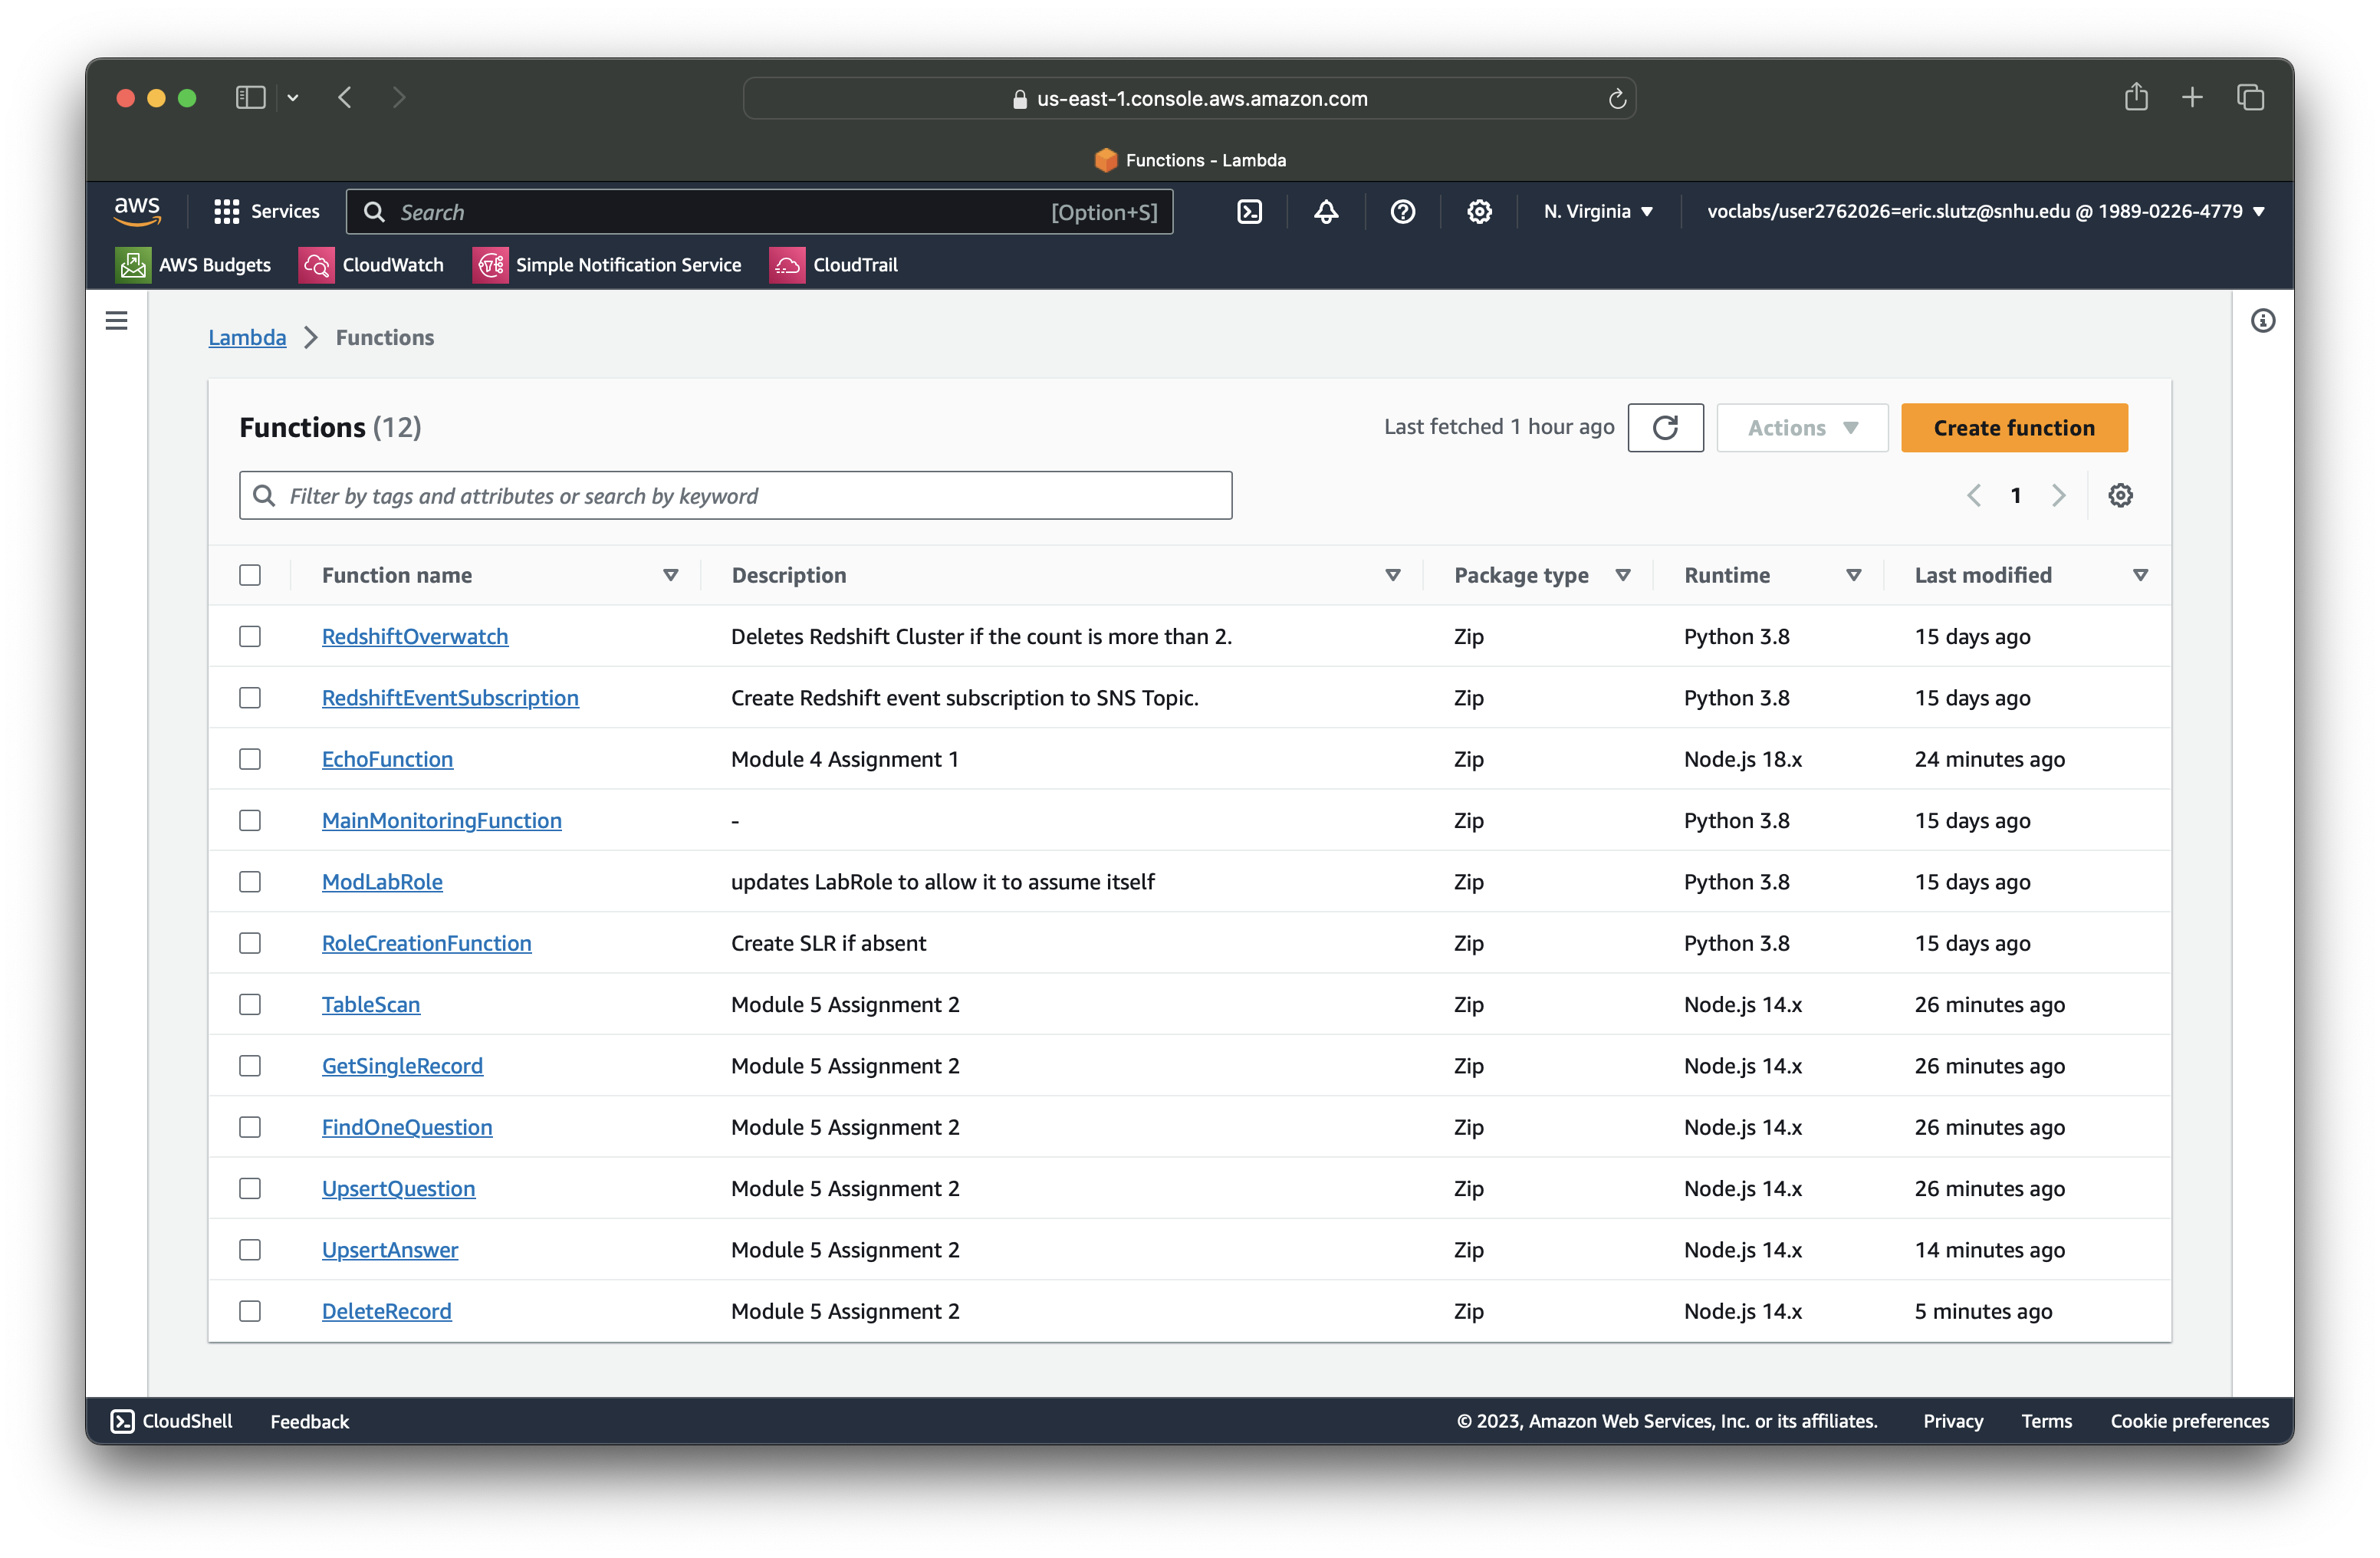 us-east-1.console.aws.amazon.com
Functions - Lambda
aws Services Search [Option+S] N. Virginia voclabs/user2762026=eric.slutz@snhu.edu @ 1989-0226-4779
AWS Budgets CloudWatch Simple Notification Service CloudTrail
Lambda > Functions
Functions (12) Last fetched 1 hour ago Actions Create function
Filter by tags and attributes or search by keyword 1
Function name Description Package type Runtime Last modified
RedshiftOverwatch Deletes Redshift Cluster if the count is more than 2. Zip Python 3.8 15 days ago
RedshiftEventSubscription Create Redshift event subscription to SNS Topic. Zip Python 3.8 15 days ago
EchoFunction Module 4 Assignment 1 Zip Node.js 18.x 24 minutes ago
MainMonitoringFunction - Zip Python 3.8 15 days ago
ModLabRole updates LabRole to allow it to assume itself Zip Python 3.8 15 days ago
RoleCreationFunction Create SLR if absent Zip Python 3.8 15 days ago
TableScan Module 5 Assignment 2 Zip Node.js 14.x 26 minutes ago
GetSingleRecord Module 5 Assignment 2 Zip Node.js 14.x 26 minutes ago
FindOneQuestion Module 5 Assignment 2 Zip Node.js 14.x 26 minutes ago
UpsertQuestion Module 5 Assignment 2 Zip Node.js 14.x 26 minutes ago
UpsertAnswer Module 5 Assignment 2 Zip Node.js 14.x 14 minutes ago
DeleteRecord Module 5 Assignment 2 Zip Node.js 14.x 5 minutes ago
CloudShell Feedback © 2023, Amazon Web Services, Inc. or its affiliates. Privacy Terms Cookie preferences